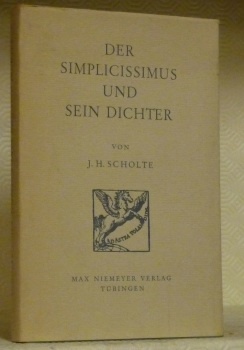 DER
SIMPLICISSIMUS
UND
SEIN DICHTER
VON
J. H. SCHOLTE
MAX NIEMEYER VERLAG
TÜBINGEN